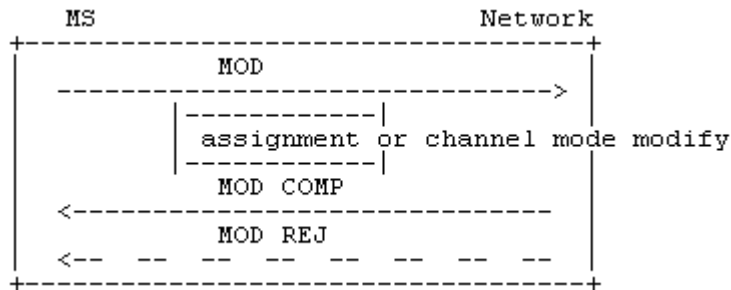 MS Network
MOD
assignment or channel mode modify
MOD COMP
MOD REJ